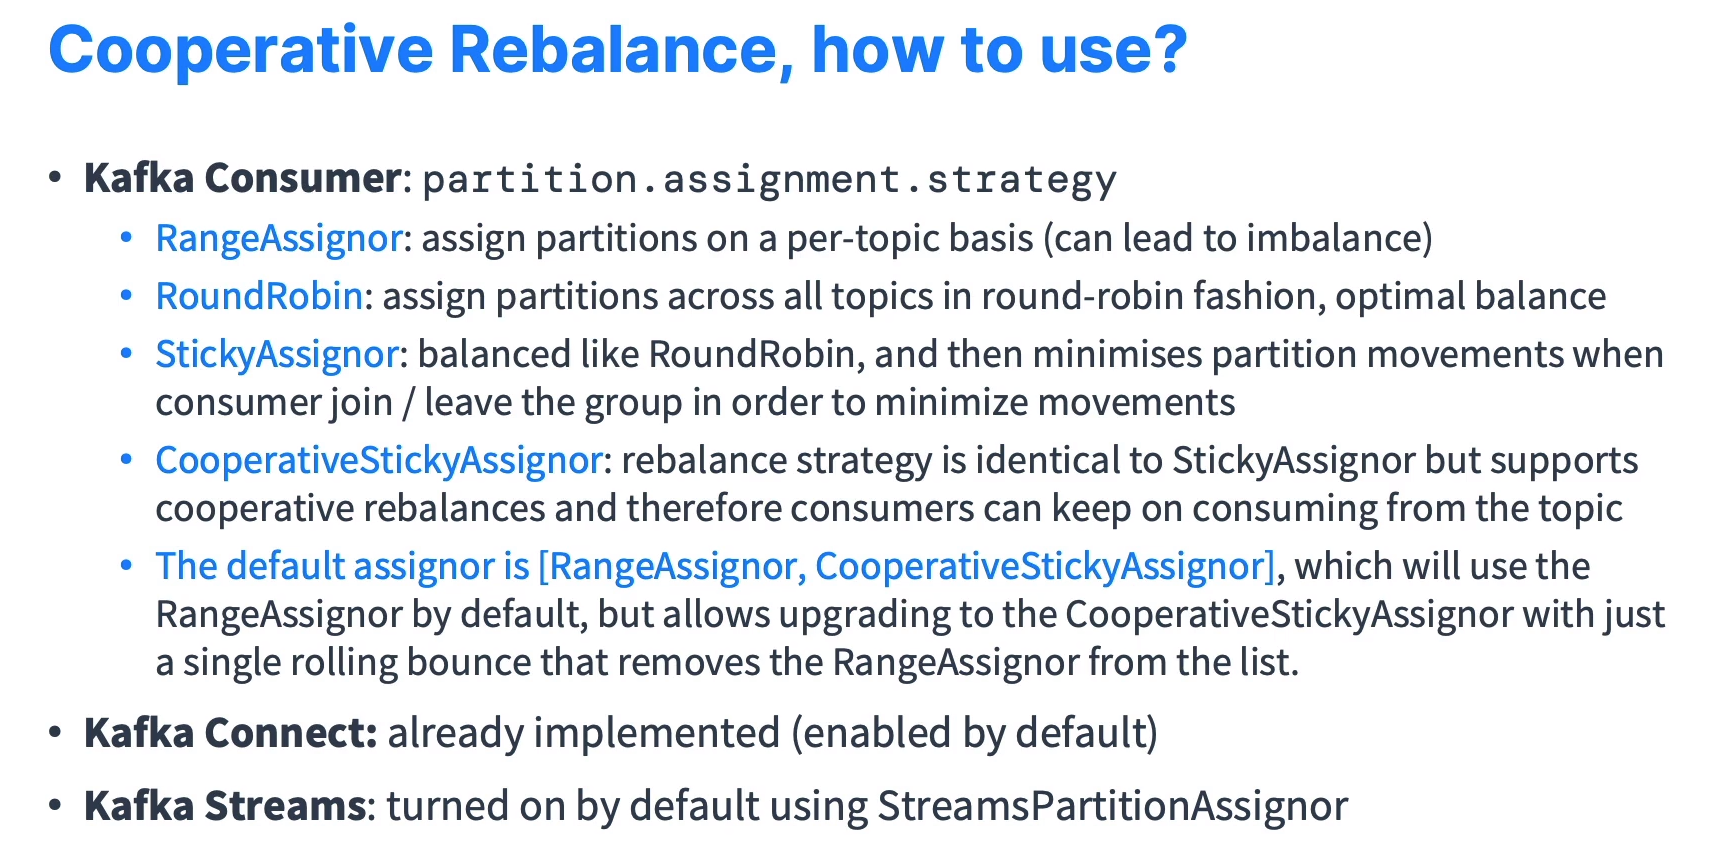 Cooperative Rebalance, how to use?
• Kafka Consumer: partition.assignment.strategy
• RangeAssignor: assign partitions on a per-topic basis (can lead to imbalance)
• RoundRobin: assign partitions across all topics in round-robin fashion, optimal balance
• StickyAssignor: balanced like RoundRobin, and then minimises partition movements when
consumer join / leave the group in order to minimize movements
• CooperativeStickyAssignor: rebalance strategy is identical to StickyAssignor but supports
cooperative rebalances and therefore consumers can keep on consuming from the topic
• The default assignor is [RangeAssignor, CooperativeStickyAssignor], which will use the
RangeAssignor by default, but allows upgrading to the CooperativeStickyAssignor with just
a single rolling bounce that removes the RangeAssignor from the list.
• Kafka Connect: already implemented (enabled by default)
• Kafka Streams: turned on by default using StreamsPartitionAssignor